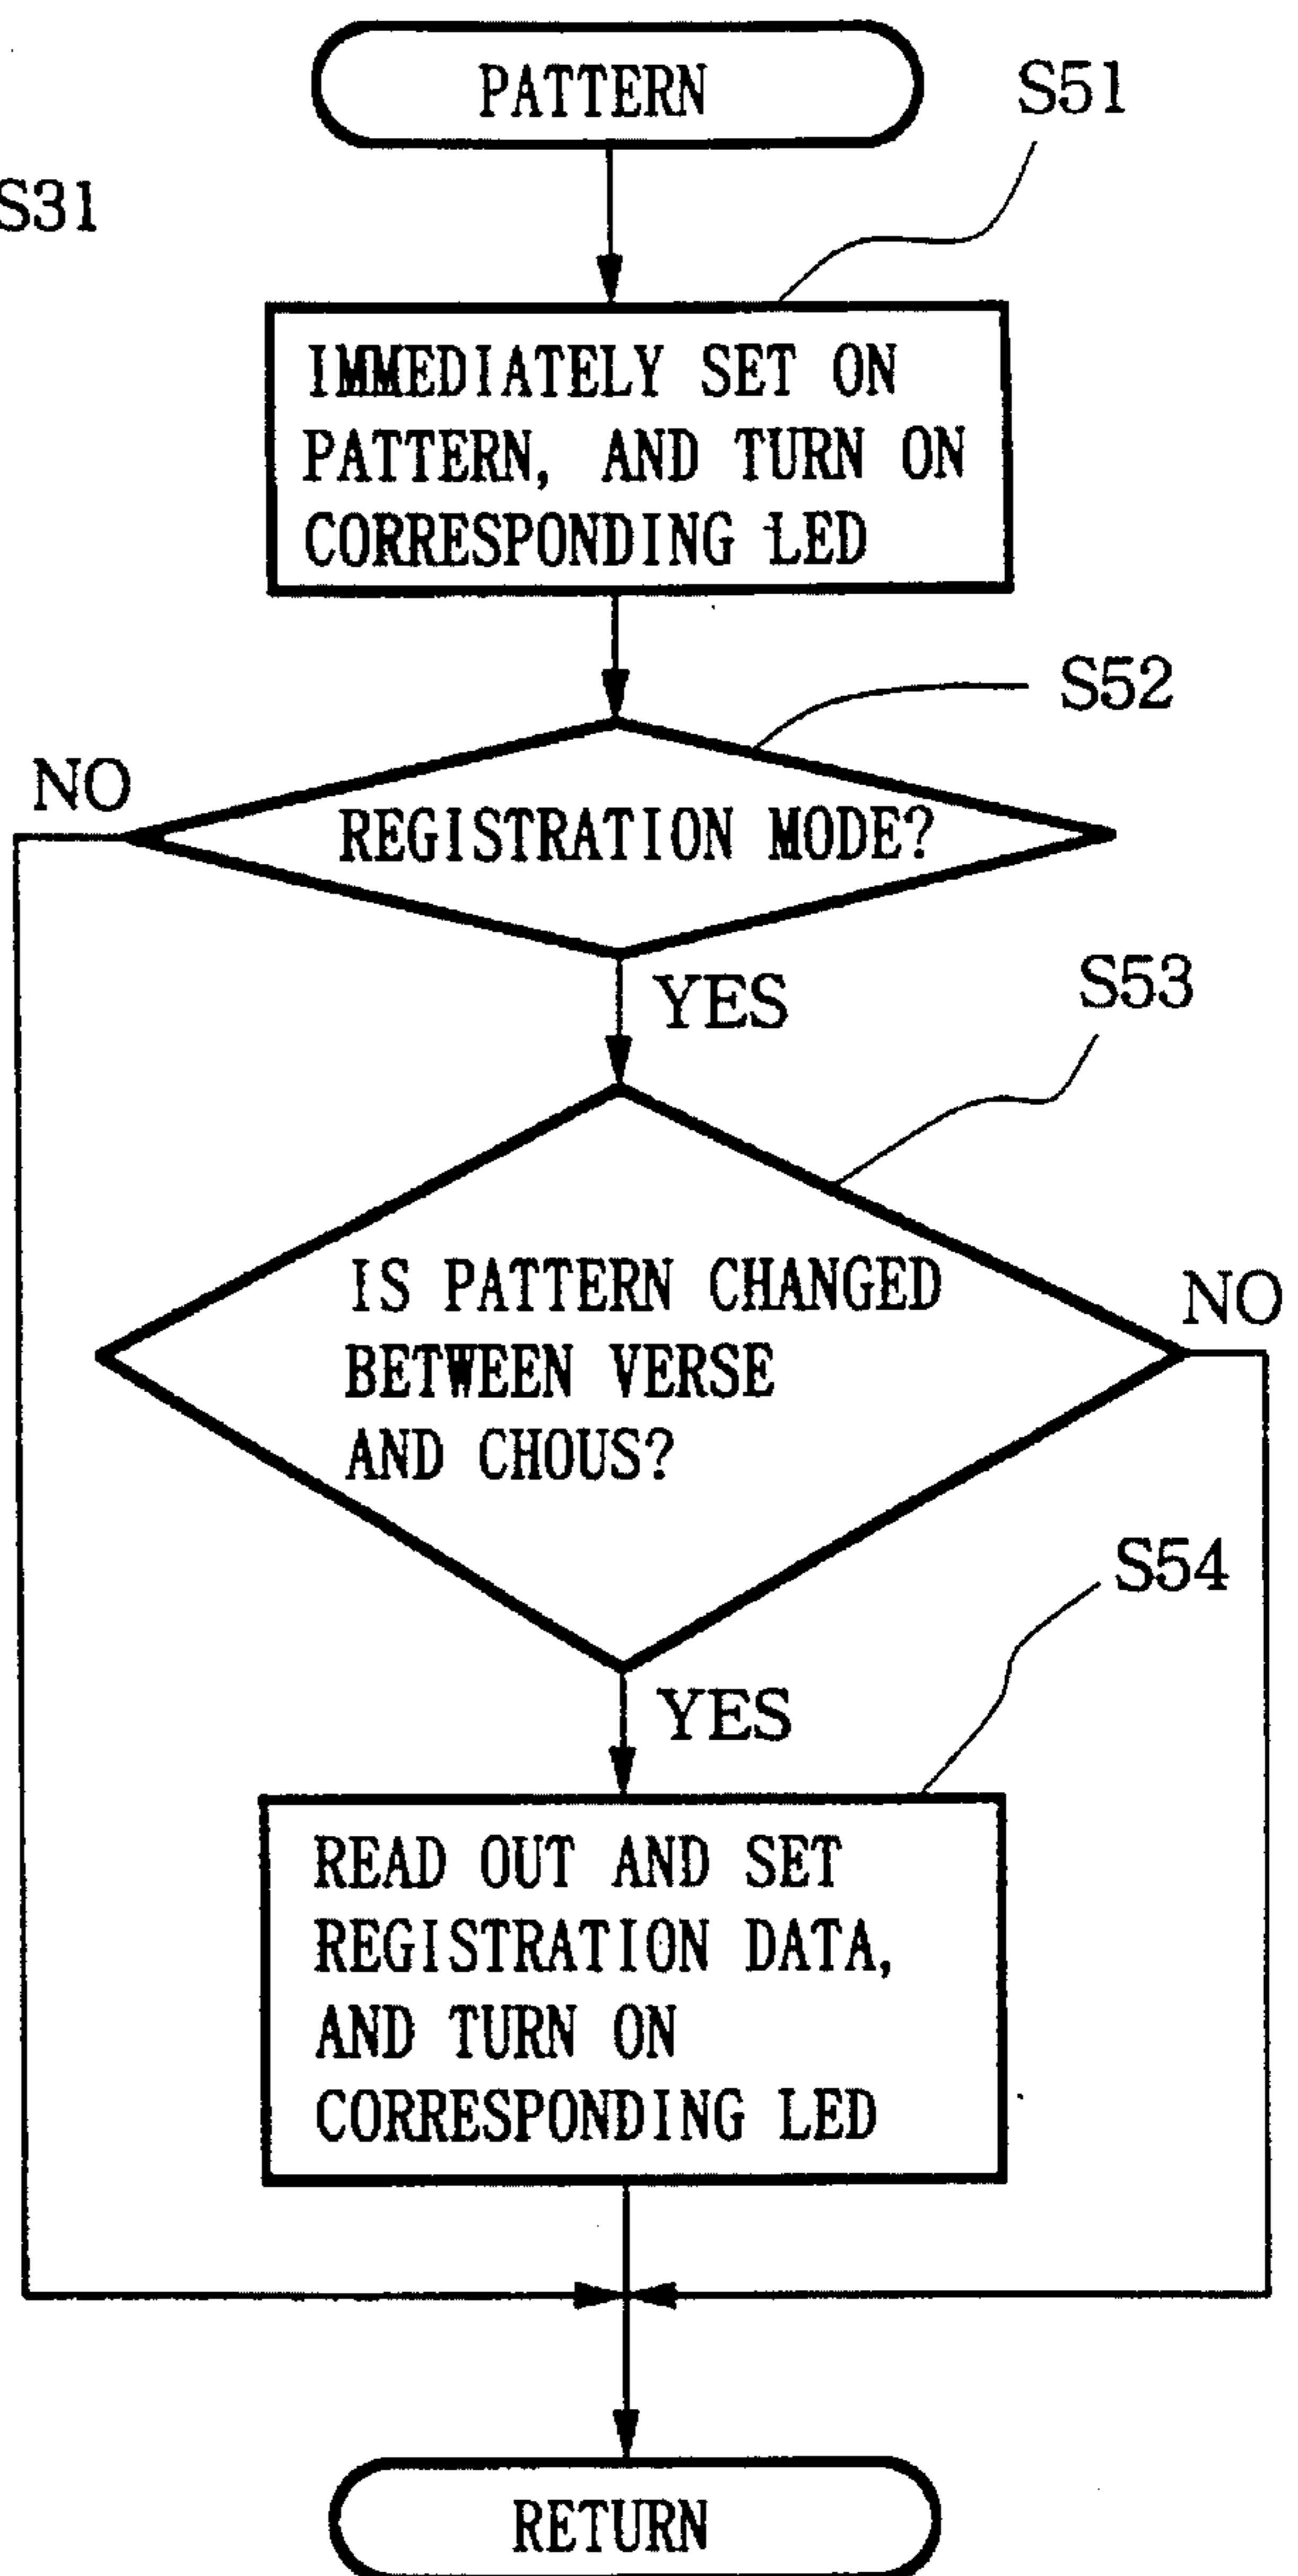 PATTERN
S51
S31
IMMEDIATELY SET ON
PATTERN, AND TURN ON
CORRESPONDING LED
S52
NO
REGISTRATION MODE?
YES
S53
IS PATTERN CHANGED
BETWEEN VERSE
AND CHOUS?
NO
S54
YES
READ OUT AND SET
REGISTRATION DATA,
AND TURN ON
CORRESPONDING LED
RETURN